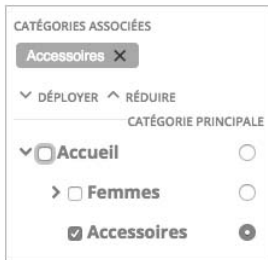 CATÉGORIES ASSOCIÉES
Accessoires
DÉPLOYER RÉDUIRE
CATÉGORIE PRINCIPALE
Accueil
Femmes
Accessoires